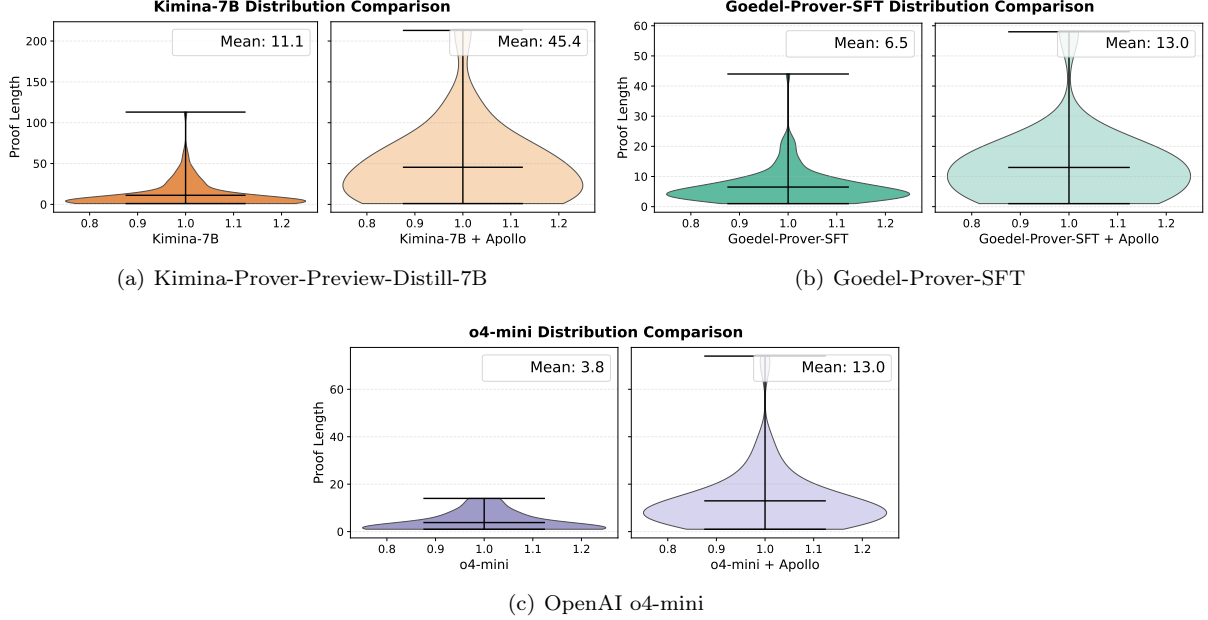 Kimina-7B Distribution Comparison
Mean: 11.1
Mean: 45.4
Proof Length
200
150
100
50
0
0.8 0.9 1.0 1.1 1.2
0.8 0.9 1.0 1.1 1.2
Kimina-7B
Kimina-7B + Apollo
(a) Kimina-Prover-Preview-Distill-7B
Goedel-Prover-SFT Distribution Comparison
Mean: 6.5
Mean: 13.0
Proof Length
60
50
40
30
20
10
0
0.8 0.9 1.0 1.1 1.2
0.8 0.9 1.0 1.1 1.2
Goedel-Prover-SFT
Goedel-Prover-SFT + Apollo
(b) Goedel-Prover-SFT
o4-mini Distribution Comparison
Mean: 3.8
Mean: 13.0
Proof Length
60
40
20
0
0.8 0.9 1.0 1.1 1.2
0.8 0.9 1.0 1.1 1.2
o4-mini
o4-mini + Apollo
(c) OpenAI o4-mini